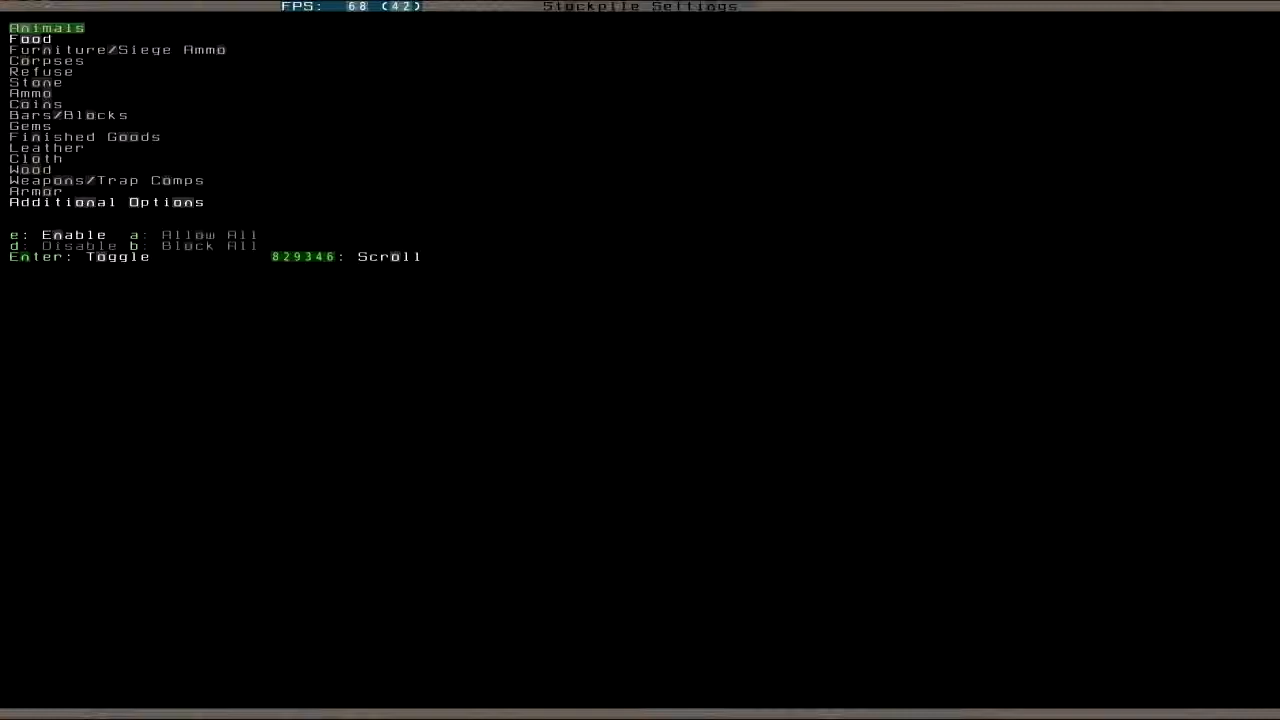 FPS: 68 (42) Stockpile Settings
Animals
Food
Furniture/Siege Ammo
Corpses
Refuse
Stone
Ammo
Coins
Bars/Blocks
Gems
Finished Goods
Leather
Cloth
Wood
Weapons/Trap Comps
Armor
Additional Options
e: Enable a: Allow All
d: Disable b: Block All
Enter: Toggle 829346: Scroll